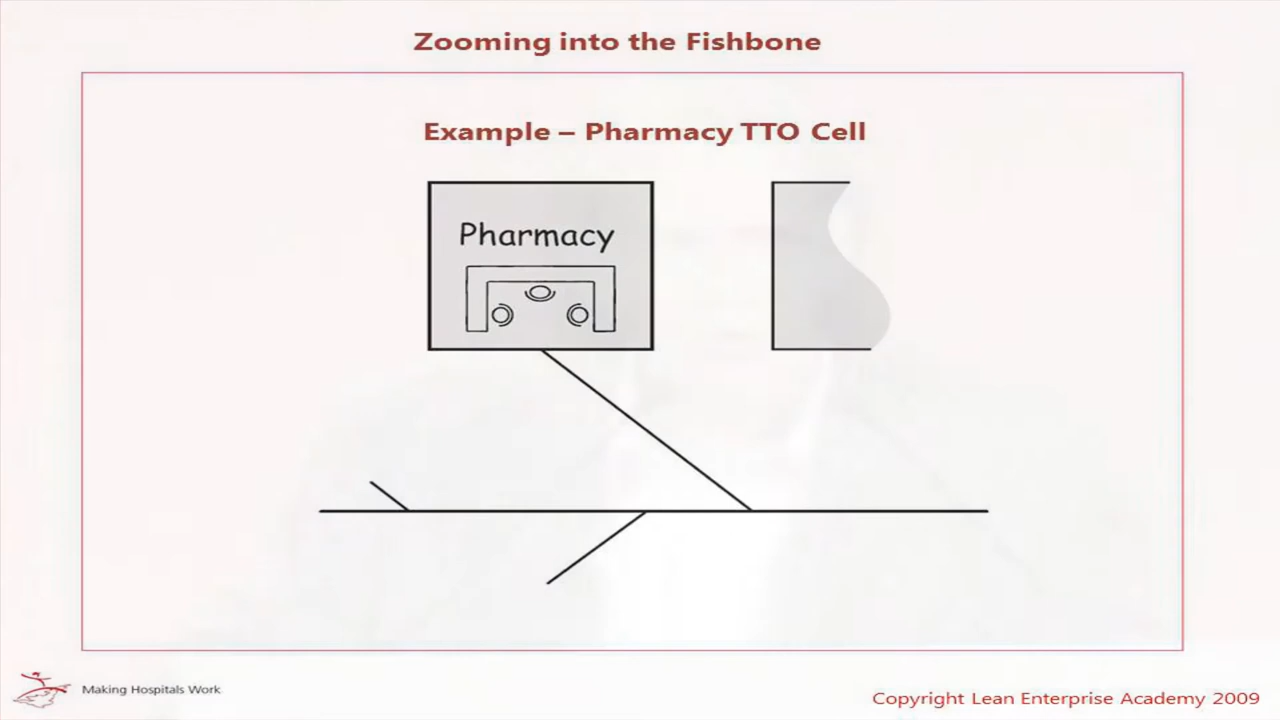 Zooming into the Fishbone
Example – Pharmacy TTO Cell
Pharmacy
Making Hospitals Work
Copyright Lean Enterprise Academy 2009